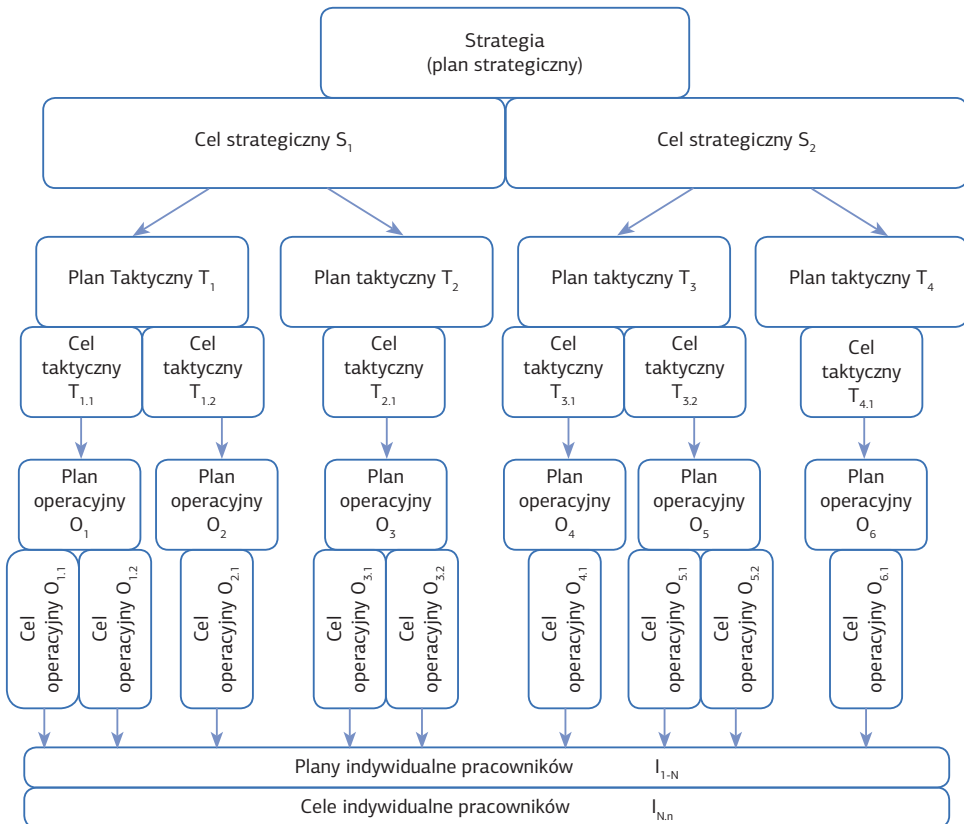 Strategia
(plan strategiczny)
Cel strategiczny S₁
Cel strategiczny S₂
Plan Taktyczny T₁
Plan taktyczny T₂
Plan taktyczny T₃
Plan taktyczny T₄
Cel
taktyczny
T₁.₁
Cel
taktyczny
T₁.₂
Cel
taktyczny
T₂.₁
Cel
taktyczny
T₃.₁
Cel
taktyczny
T₃.₂
Cel
taktyczny
T₄.₁
Plan
operacyjny
O₁
Plan
operacyjny
O₂
Plan
operacyjny
O₃
Plan
operacyjny
O₄
Plan
operacyjny
O₅
Plan
operacyjny
O₆
Cel
operacyjny O₁.₁
Cel
operacyjny O₁.₂
Cel
operacyjny O₂.₁
Cel
operacyjny O₃.₁
Cel
operacyjny O₃.₂
Cel
operacyjny O₄.₁
Cel
operacyjny O₅.₁
Cel
operacyjny O₅.₂
Cel
operacyjny O₆.₁
Plany indywidualne pracowników I₁₋N
Cele indywidualne pracowników IN.n